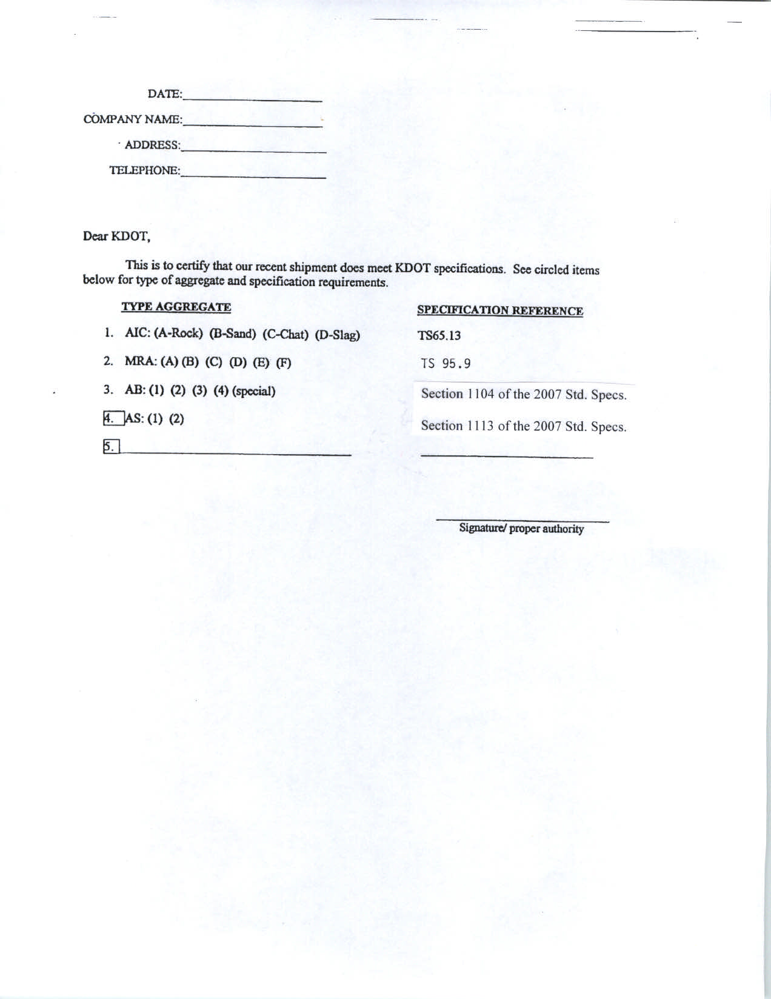 DATE:
COMPANY NAME:
ADDRESS:
TELEPHONE:
Dear KDOT,
This is to certify that our recent shipment does meet KDOT specifications. See circled items
below for type of aggregate and specification requirements.
TYPE AGGREGATE SPECIFICATION REFERENCE
1. AIC: (A-Rock) (B-Sand) (C-Chat) (D-Slag) TS65.13
2. MRA: (A) (B) (C) (D) (E) (F) TS 95.9
3. AB: (1) (2) (3) (4) (special) Section 1104 of the 2007 Std. Specs.
4. AS: (1) (2) Section 1113 of the 2007 Std. Specs.
5.
Signature/ proper authority